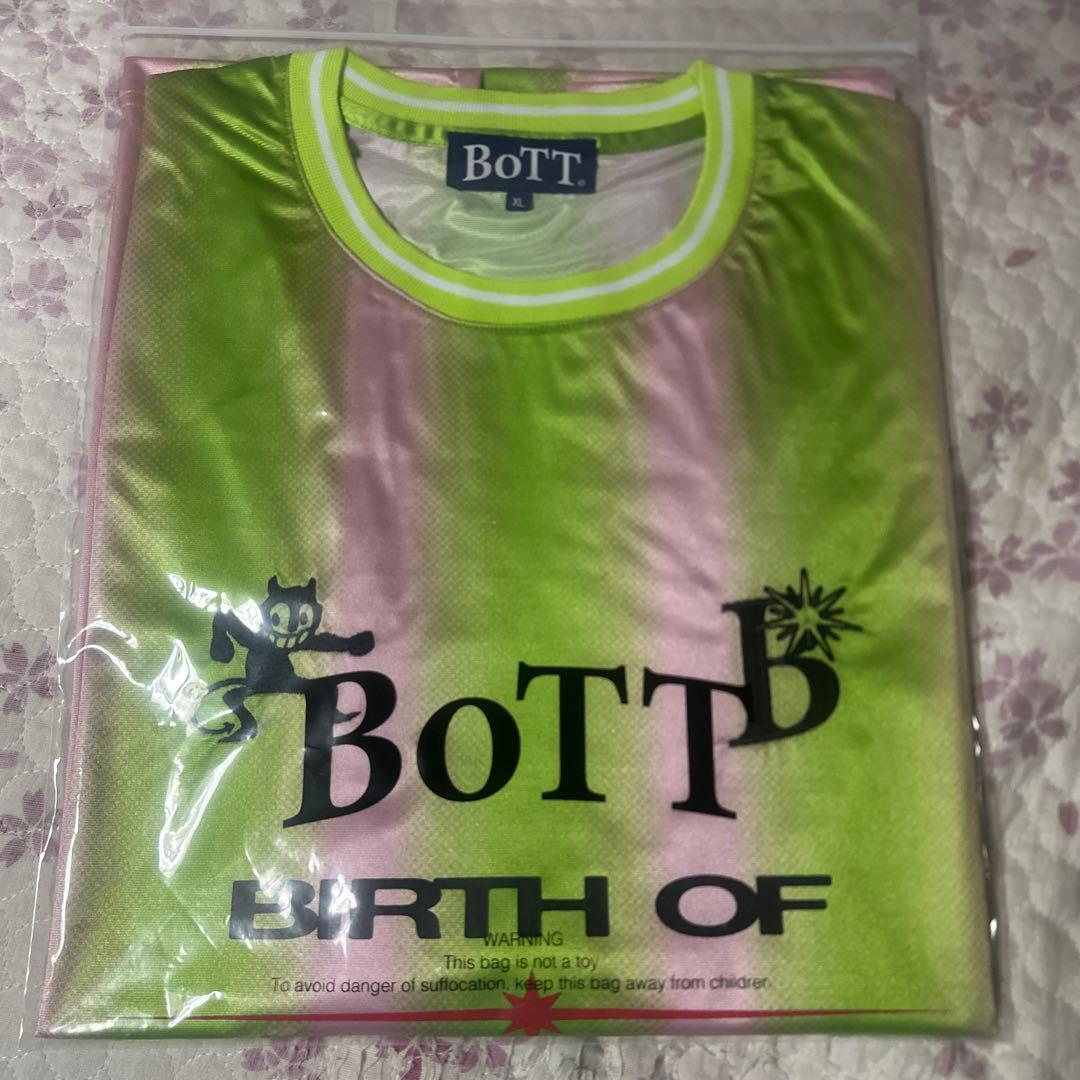 BoTT®
XL
BoTTB
BIRTH OF
WARNING
This bag is not a toy
To avoid danger of suffocation, keep this bag away from children.